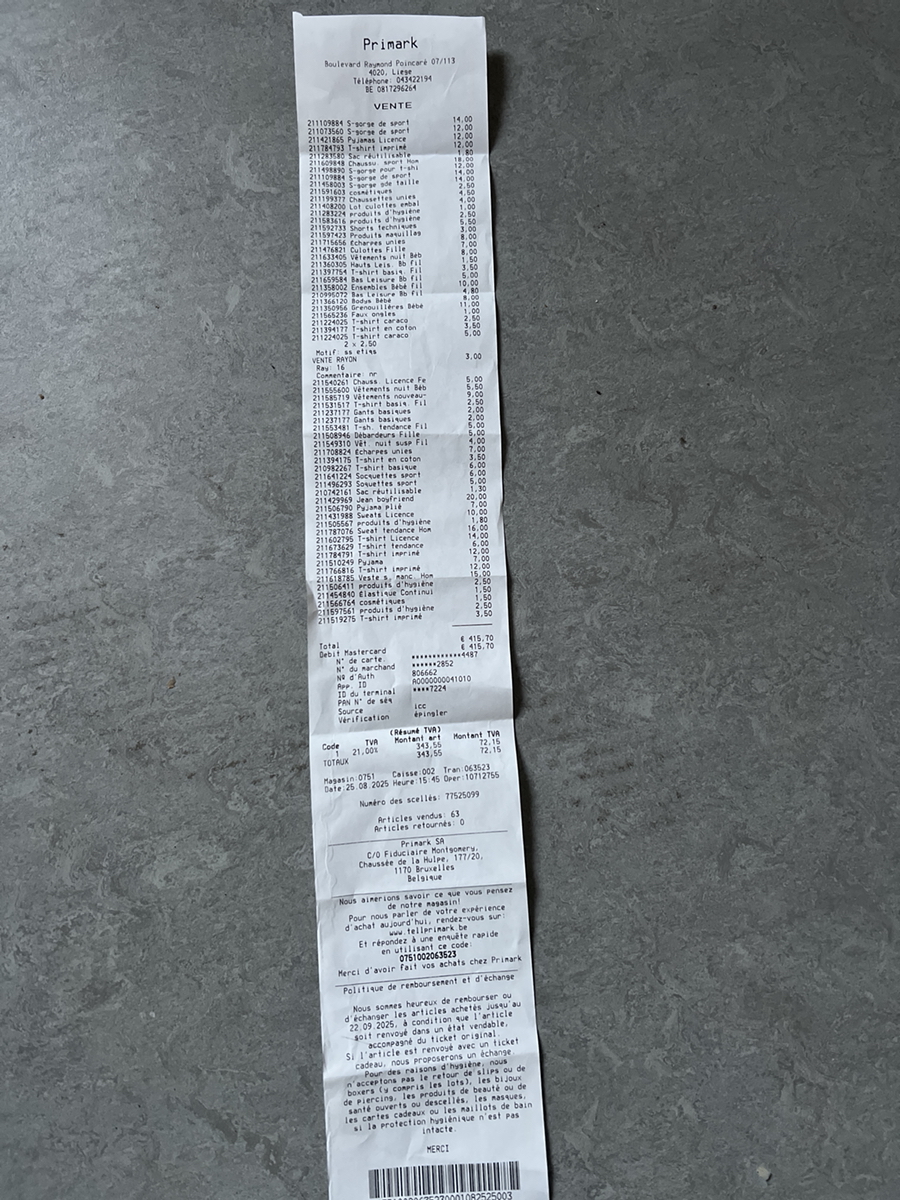 Primark
Boulevard Raymond Poincaré 07/113
4020, Liege
Téléphone: 043422194
BE 0817296264
VENTE
211109884 S-gorge de sport 14,00
211073560 S-gorge de sport 12,00
211421865 Pyjamas Licence 12,00
211784793 T-shirt imprimé 12,00
211283580 Sac réutilisable 1,80
211609848 Chaussu. sport Hom 18,00
211498890 S-gorge pour t-shi 12,00
211109884 S-gorge de sport 14,00
211458003 S-gorge gde taille 14,00
211591603 cosmétiques 2,50
211199377 Chaussettes unies 4,50
211408200 Lot culottes embal 4,00
211283224 produits d'hygiène 1,00
211583616 produits d'hygiène 2,50
211592733 Shorts techniques 5,50
211597423 Produits maquillag 3,00
211715656 Écharpes unies 8,00
211476821 Culottes Fille 7,00
211633405 Vêtements nuit Béb 8,00
211360305 Hauts Leis. Bb fil 1,50
211397754 T-shirt basiq. Fil 3,50
211659584 Bas Leisure Bb fil 5,00
211358002 Ensembles Bébé fil 10,00
210995072 Bas Leisure Bb fil 4,80
211366120 Bodys Bébé 8,00
211350956 Grenouillères Bébé 11,00
211565236 Faux ongles 1,00
211224025 T-shirt caraco 2,50
211394177 T-shirt en coton 3,50
211224025 T-shirt caraco 5,00
2 x 2,50
Motif: ss etiqs
VENTE RAYON 3,00
Ray: 16
Commentaire: nr
211540261 Chauss. Licence Fe 5,00
211555600 Vêtements nuit Béb 5,50
211585719 Vêtements nouveau- 9,00
211531517 T-shirt basiq. Fil 2,50
211237177 Gants basiques 2,00
211237177 Gants basiques 2,00
211553481 T-sh. tendance Fil 5,00
211508946 Débardeurs Fille 5,00
211549310 Vêt. nuit susp Fil 4,00
211708824 Écharpes unies 7,00
211394175 T-shirt en coton 3,50
210982267 T-shirt basique 6,00
211641224 Socquettes sport 6,00
211496293 Soquettes sport 5,00
210742161 Sac réutilisable 1,30
211429969 Jean boyfriend 20,00
211506790 Pyjama plié 7,00
211431988 Sweats Licence 10,00
211505567 produits d'hygiène 1,80
211787076 Sweat tendance Hom 16,00
211602795 T-shirt Licence 14,00
211673629 T-shirt tendance 6,00
211784791 T-shirt imprimé 12,00
211510249 Pyjama 7,00
211766816 T-shirt imprimé 12,00
211618785 Veste s. manc. Hom 15,00
211506411 produits d'hygiène 2,50
211454840 Élastique Continui 1,50
211566764 cosmétiques 1,50
211597561 produits d'hygiène 2,50
211519275 T-shirt imprimé 3,50
Total € 415,70
Debit Mastercard € 415,70
N° de carte. ************4487
N° du marchand ******2852
Nº d'Auth 806662
App. ID A0000000041010
ID du terminal ****7224
PAN N° de séq
Source icc
Vérification épingler
(Résumé TVA)
Code TVA Montant art Montant TVA
1 21,00% 343,55 72,15
TOTAUX 343,55 72,15
Magasin:0751 Caisse:002 Tran:063523
Date:25.08.2025 Heure:15:45 Oper:10712755
Numéro des scellés: 77525099
Articles vendus: 63
Articles retournés: 0
Primark SA
C/O Fiduciaire Montgomery,
Chaussée de la Hulpe, 177/20,
1170 Bruxelles
Belgique
Nous aimerions savoir ce que vous pensez
de notre magasin!
Pour nous parler de votre expérience
d'achat aujourd'hui, rendez-vous sur:
www.tellprimark.be
Et répondez à une enquête rapide
en utilisant ce code:
0751002063523
Merci d'avoir fait vos achats chez Primark
Politique de remboursement et d'échange
Nous sommes heureux de rembourser ou
d'échanger les articles achetés jusqu'au
22.09.2025, à condition que l'article
soit renvoyé dans un état vendable,
accompagné du ticket original.
Si l'article est renvoyé avec un ticket
cadeau, nous proposerons un échange.
Pour des raisons d'hygiène, nous
n'acceptons pas le retour de slips ou de
boxers (y compris les lots), les bijoux
de piercing, les produits de beauté ou de
santé ouverts ou descellés, les masques,
les cartes cadeaux ou les maillots de bain
si la protection hygiénique n'est pas
intacte.
MERCI